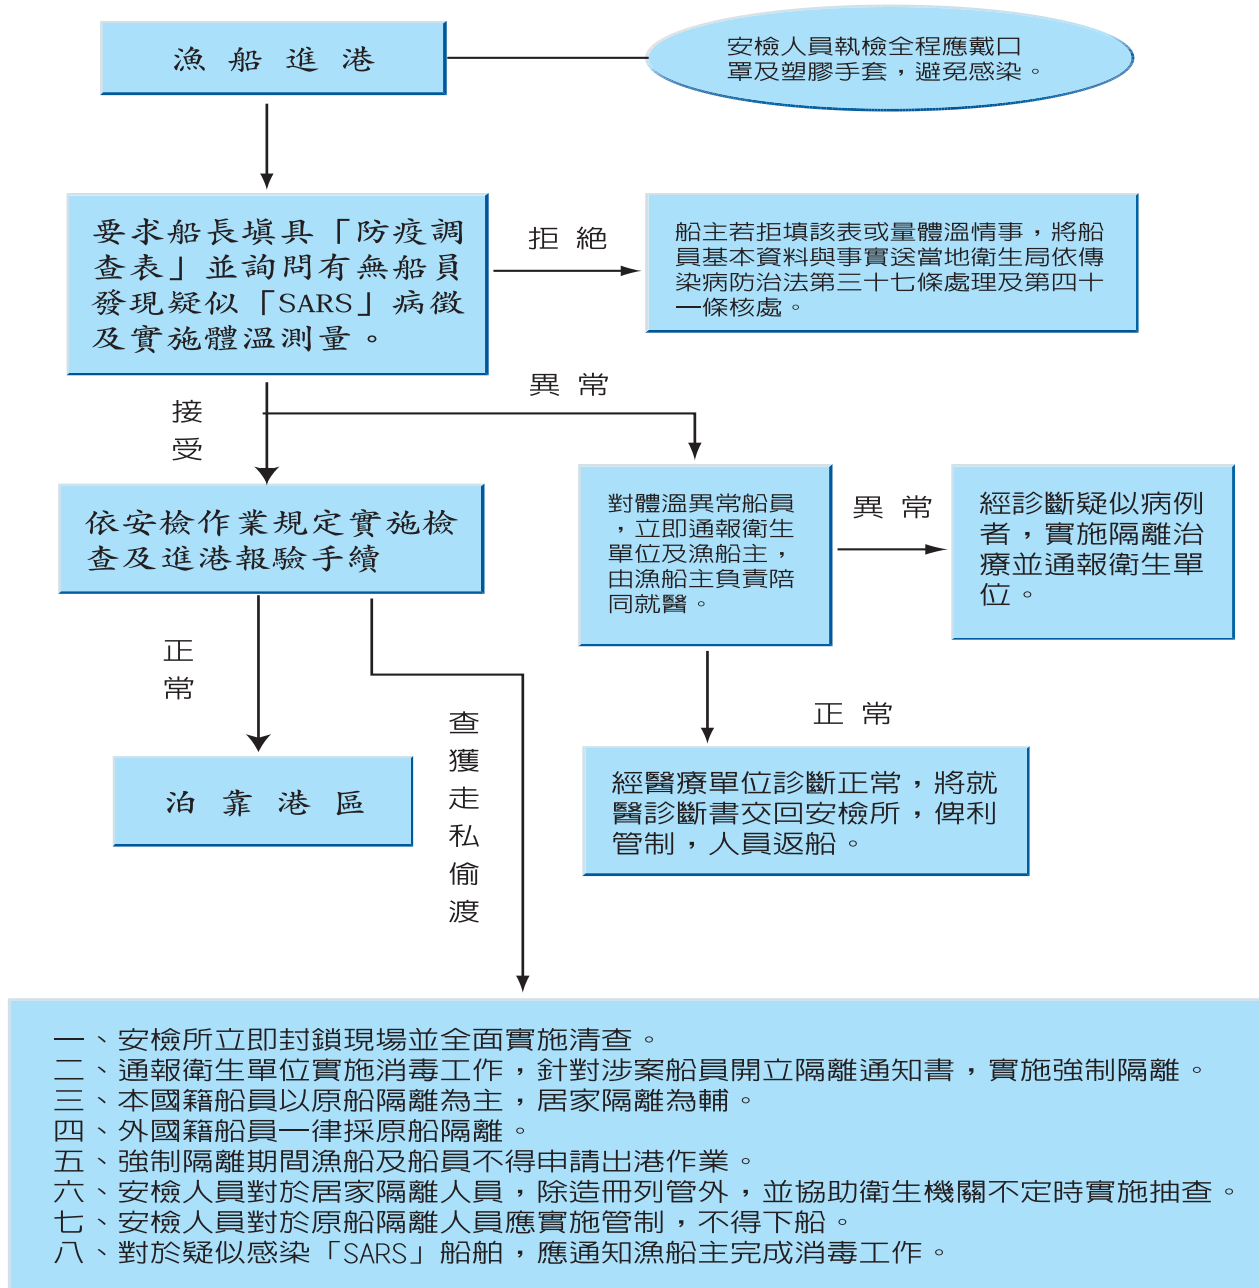 漁船進港
安檢人員執檢全程應戴口
罩及塑膠手套，避免感染。
要求船長填具「防疫調
查表」並詢問有無船員
發現疑似「SARS」病徵
及實施體溫測量。
拒絕
船主若拒填該表或量體溫情事，將船
員基本資料與事實送當地衛生局依傳
染病防治法第三十七條處理及第四十
一條核處。
接受
異常
依安檢作業規定實施檢
查及進港報驗手續
對體溫異常船員
，立即通報衛生
單位及漁船主，
由漁船主負責陪
同就醫。
異常
經診斷疑似病例
者，實施隔離治
療並通報衛生單
位。
正常
查獲走私偷渡
正常
泊靠港區
經醫療單位診斷正常，將就
醫診斷書交回安檢所，俾利
管制，人員返船。
一、安檢所立即封鎖現場並全面實施清查。
二、通報衛生單位實施消毒工作，針對涉案船員開立隔離通知書，實施強制隔離。
三、本國籍船員以原船隔離為主，居家隔離為輔。
四、外國籍船員一律採原船隔離。
五、強制隔離期間漁船及船員不得申請出港作業。
六、安檢人員對於居家隔離人員，除造冊列管外，並協助衛生機關不定時實施抽查。
七、安檢人員對於原船隔離人員應實施管制，不得下船。
八、對於疑似感染「SARS」船舶，應通知漁船主完成消毒工作。